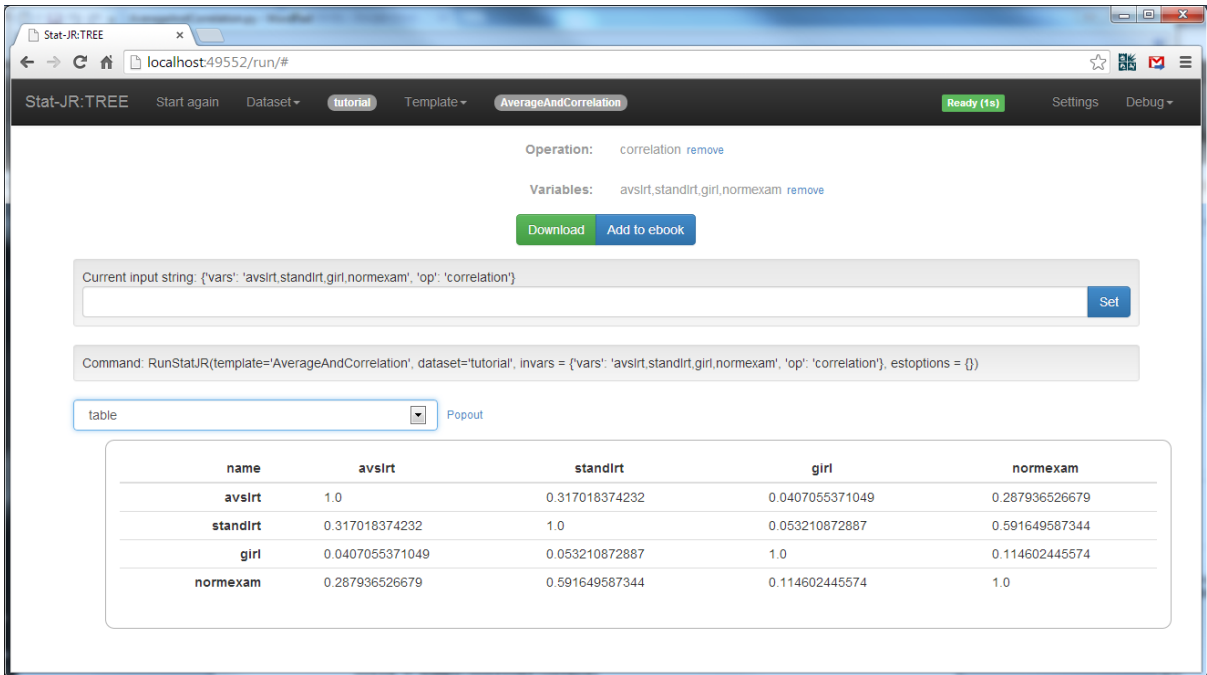 Stat-JR:TREE
localhost:49552/run/#
Stat-JR:TREE Start again Dataset tutorial Template AverageAndCorrelation Ready (1s) Settings Debug
Operation: correlation remove
Variables: avslrt,standlrt,girl,normexam remove
Download Add to ebook
Current input string: {'vars': 'avslrt,standlrt,girl,normexam', 'op': 'correlation'}
Set
Command: RunStatJR(template='AverageAndCorrelation', dataset='tutorial', invars = {'vars': 'avslrt,standlrt,girl,normexam', 'op': 'correlation'}, estoptions = {})
table Popout
name avslrt standlrt girl normexam
avslrt 1.0 0.317018374232 0.0407055371049 0.287936526679
standlrt 0.317018374232 1.0 0.053210872887 0.591649587344
girl 0.0407055371049 0.053210872887 1.0 0.114602445574
normexam 0.287936526679 0.591649587344 0.114602445574 1.0